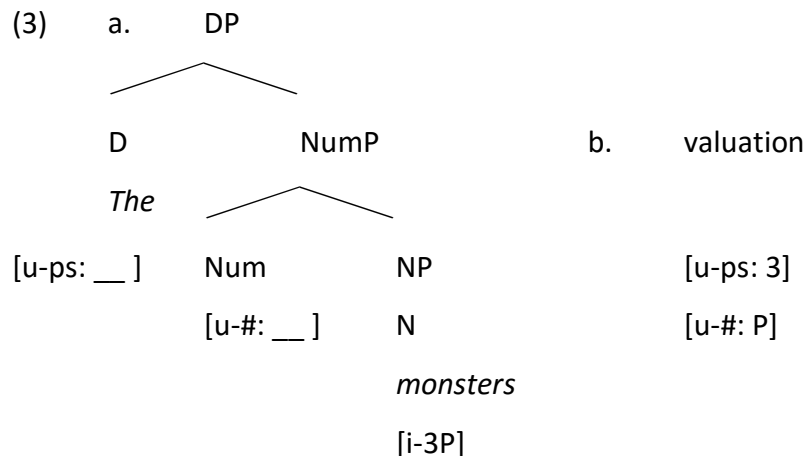 (3) a. DP
D NumP b. valuation
The
[u-ps: __ ] Num NP [u-ps: 3]
[u-#: __ ] N [u-#: P]
monsters
[i-3P]